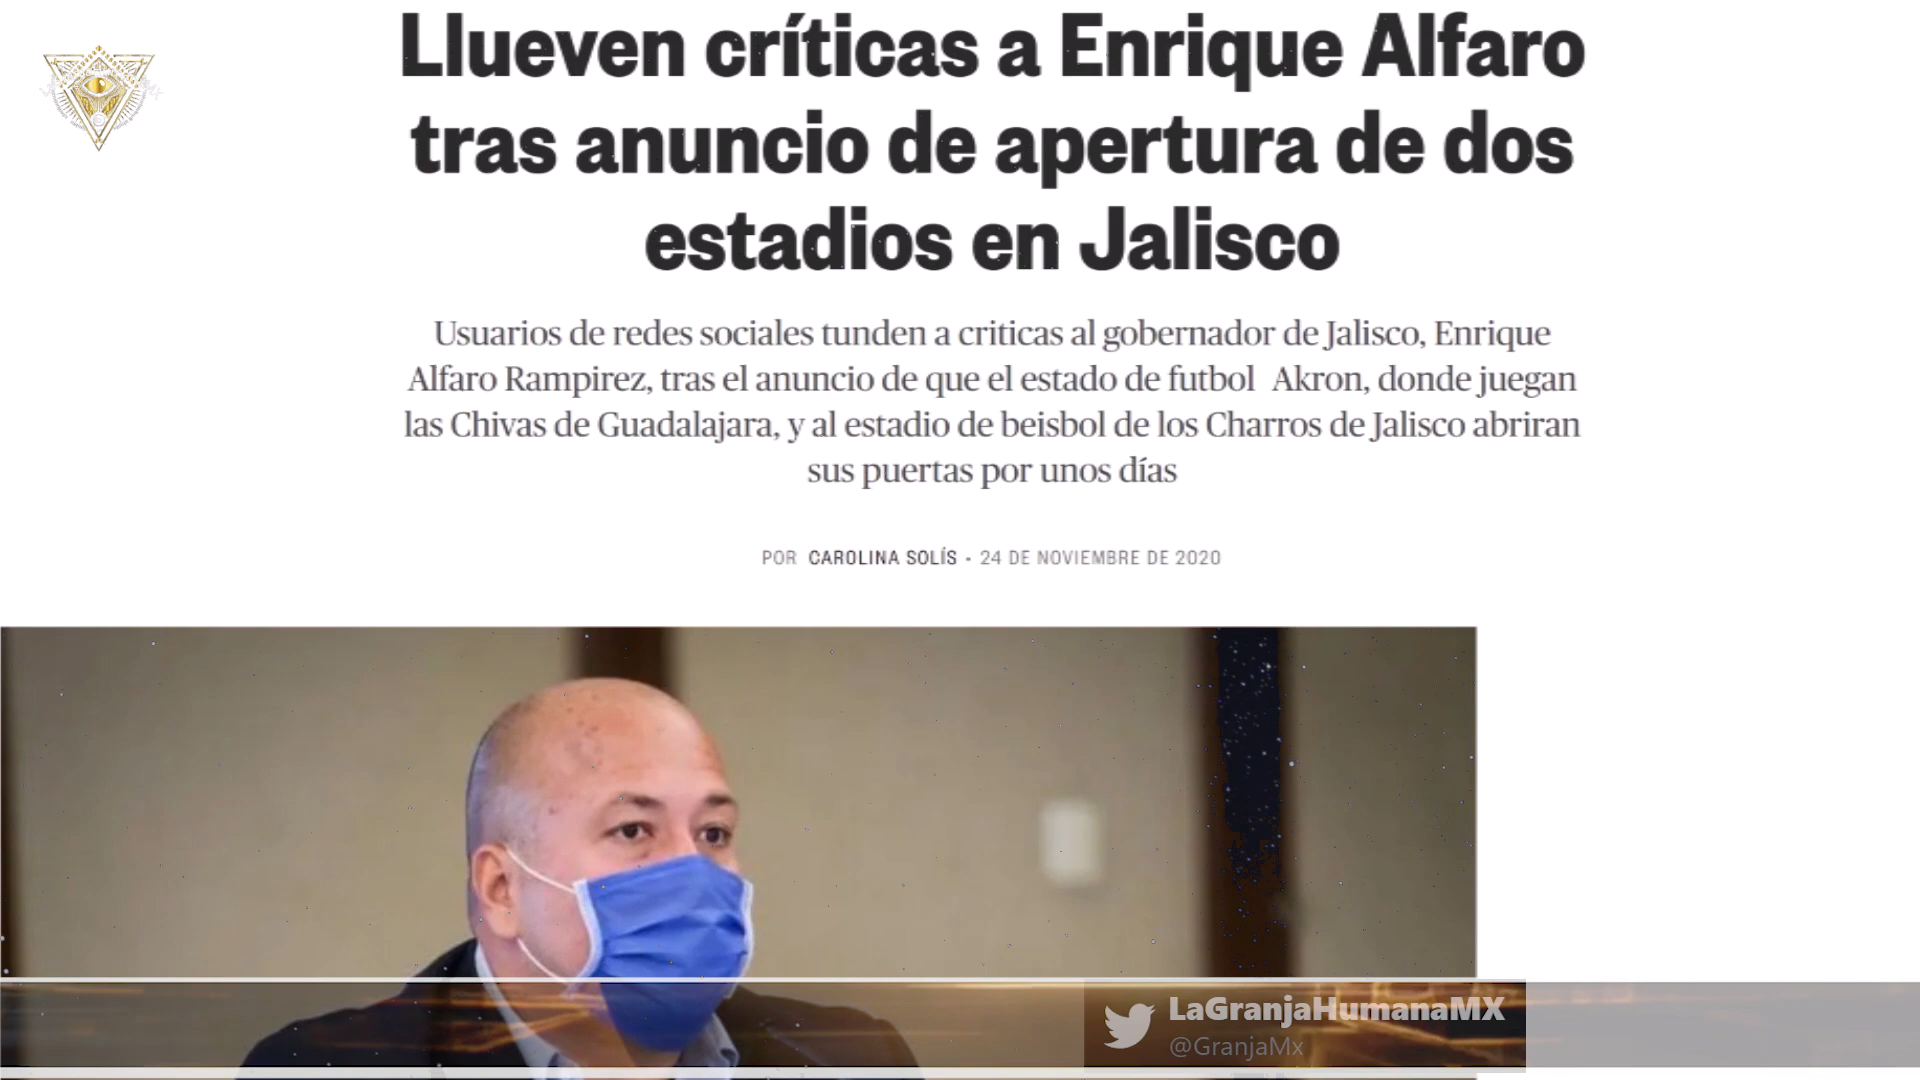 Llueven críticas a Enrique Alfaro
tras anuncio de apertura de dos
estadios en Jalisco
Usuarios de redes sociales tunden a criticas al gobernador de Jalisco, Enrique
Alfaro Rampirez, tras el anuncio de que el estado de futbol Akron, donde juegan
las Chivas de Guadalajara, y al estadio de beisbol de los Charros de Jalisco abriran
sus puertas por unos días
POR CAROLINA SOLÍS - 24 DE NOVIEMBRE DE 2020
LaGranjaHumanaMX
@GranjaMx